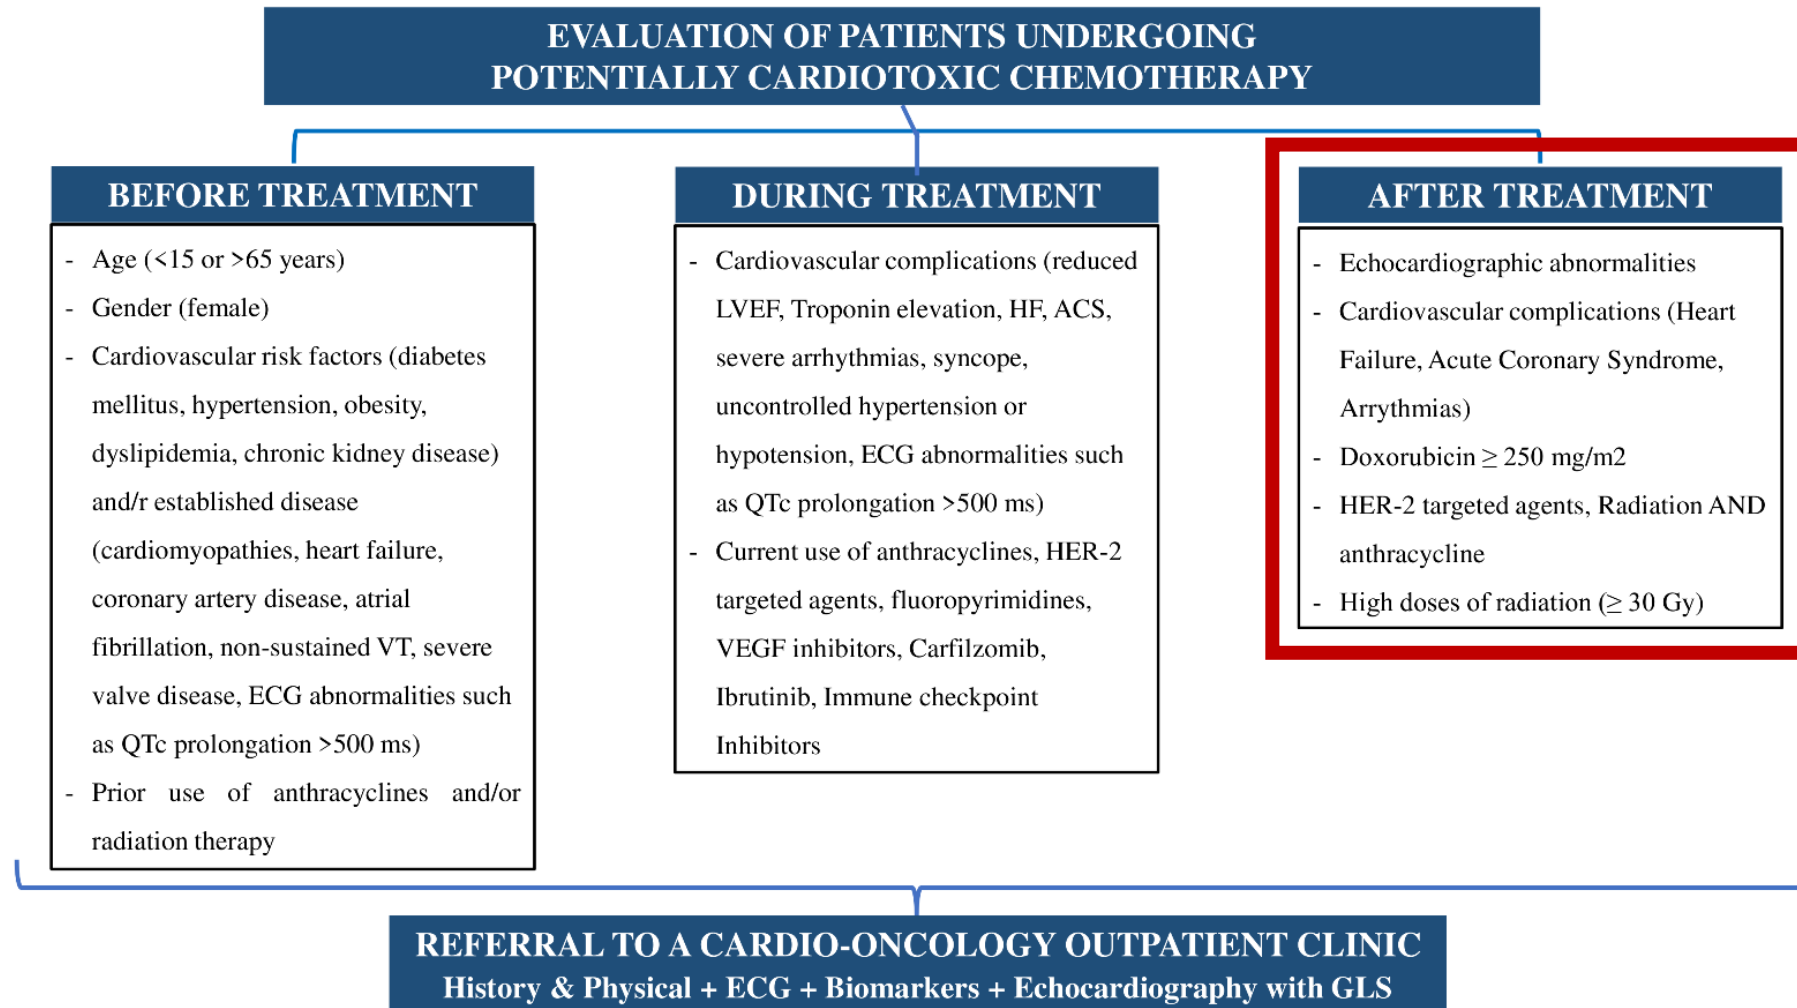 EVALUATION OF PATIENTS UNDERGOING
POTENTIALLY CARDIOTOXIC CHEMOTHERAPY
BEFORE TREATMENT
- Age (<15 or >65 years)
- Gender (female)
- Cardiovascular risk factors (diabetes
mellitus, hypertension, obesity,
dyslipidemia, chronic kidney disease)
and/r established disease
(cardiomyopathies, heart failure,
coronary artery disease, atrial
fibrillation, non-sustained VT, severe
valve disease, ECG abnormalities such
as QTc prolongation >500 ms)
- Prior use of anthracyclines and/or
radiation therapy
DURING TREATMENT
- Cardiovascular complications (reduced
LVEF, Troponin elevation, HF, ACS,
severe arrhythmias, syncope,
uncontrolled hypertension or
hypotension, ECG abnormalities such
as QTc prolongation >500 ms)
- Current use of anthracyclines, HER-2
targeted agents, fluoropyrimidines,
VEGF inhibitors, Carfilzomib,
Ibrutinib, Immune checkpoint
Inhibitors
AFTER TREATMENT
- Echocardiographic abnormalities
- Cardiovascular complications (Heart
Failure, Acute Coronary Syndrome,
Arrythmias)
- Doxorubicin ≥ 250 mg/m2
- HER-2 targeted agents, Radiation AND
anthracycline
- High doses of radiation (≥ 30 Gy)
REFERRAL TO A CARDIO-ONCOLOGY OUTPATIENT CLINIC
History & Physical + ECG + Biomarkers + Echocardiography with GLS